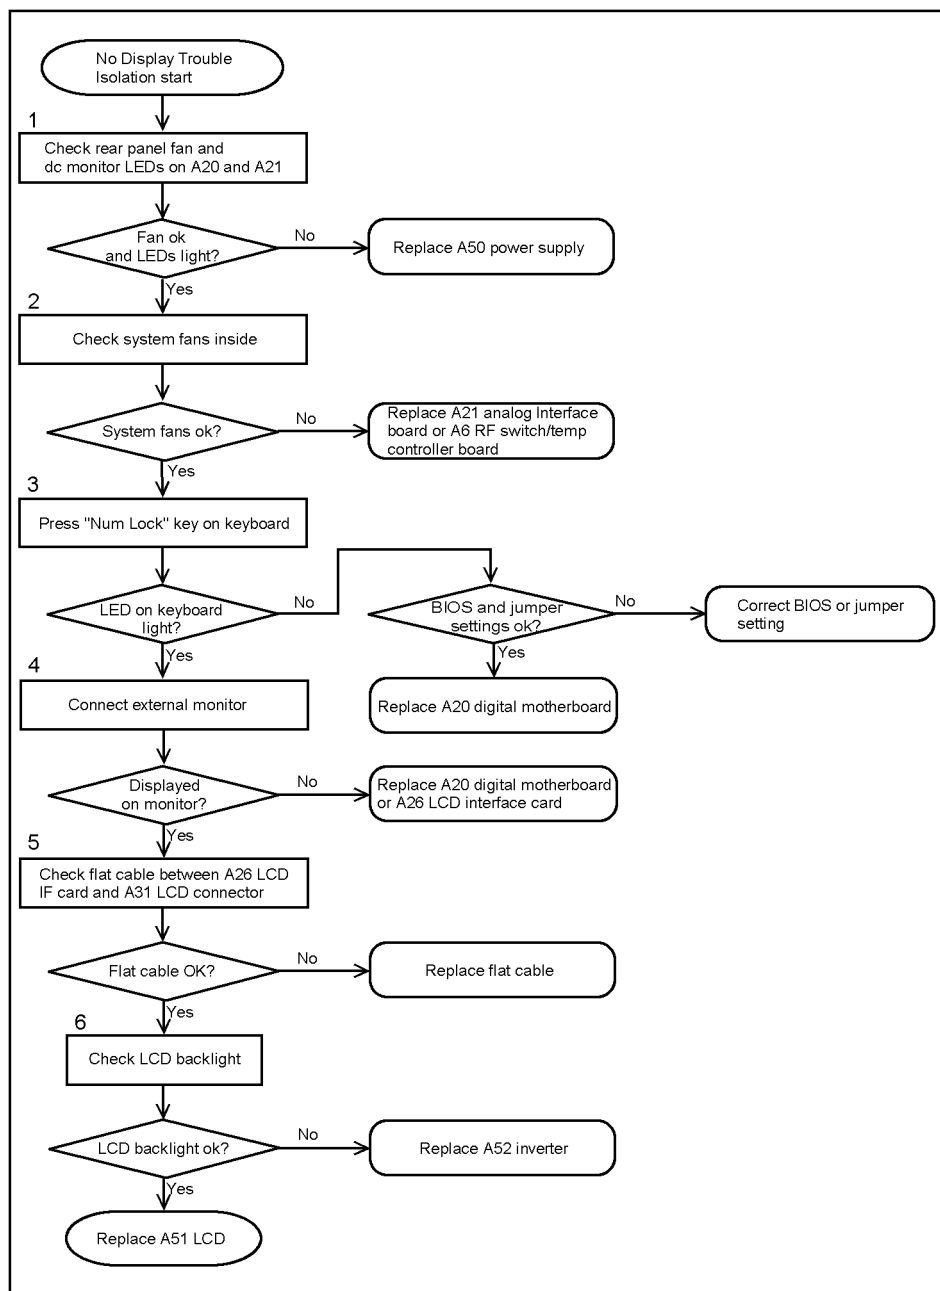 No Display Trouble
Isolation start
1
Check rear panel fan and
dc monitor LEDs on A20 and A21
Fan ok
and LEDs light?
No
Replace A50 power supply
Yes
2
Check system fans inside
System fans ok?
No
Replace A21 analog Interface
board or A6 RF switch/temp
controller board
Yes
3
Press "Num Lock" key on keyboard
LED on keyboard
light?
No
BIOS and jumper
settings ok?
No
Correct BIOS or jumper
setting
Yes
Replace A20 digital motherboard
Yes
4
Connect external monitor
Displayed
on monitor?
No
Replace A20 digital motherboard
or A26 LCD interface card
Yes
5
Check flat cable between A26 LCD
IF card and A31 LCD connector
Flat cable OK?
No
Replace flat cable
Yes
6
Check LCD backlight
LCD backlight ok?
No
Replace A52 inverter
Yes
Replace A51 LCD